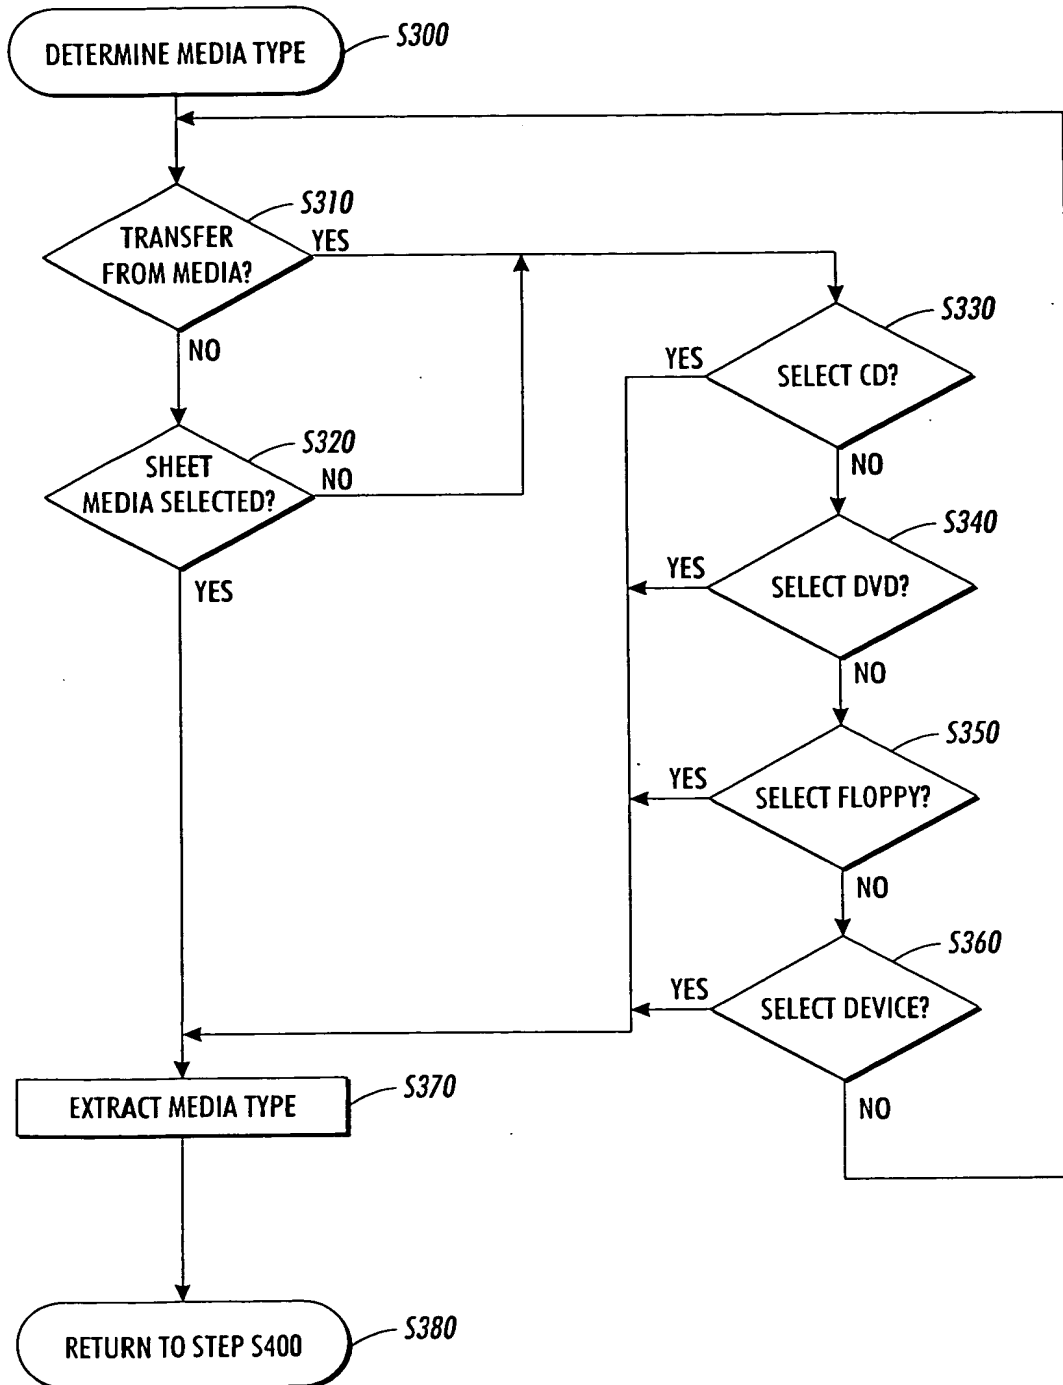 DETERMINE MEDIA TYPE
S300
S310
TRANSFER
FROM MEDIA?
YES
NO
S320
SHEET
MEDIA SELECTED?
NO
YES
S330
SELECT CD?
YES
NO
S340
SELECT DVD?
YES
NO
S350
SELECT FLOPPY?
YES
NO
S360
SELECT DEVICE?
YES
NO
EXTRACT MEDIA TYPE
S370
RETURN TO STEP S400
S380